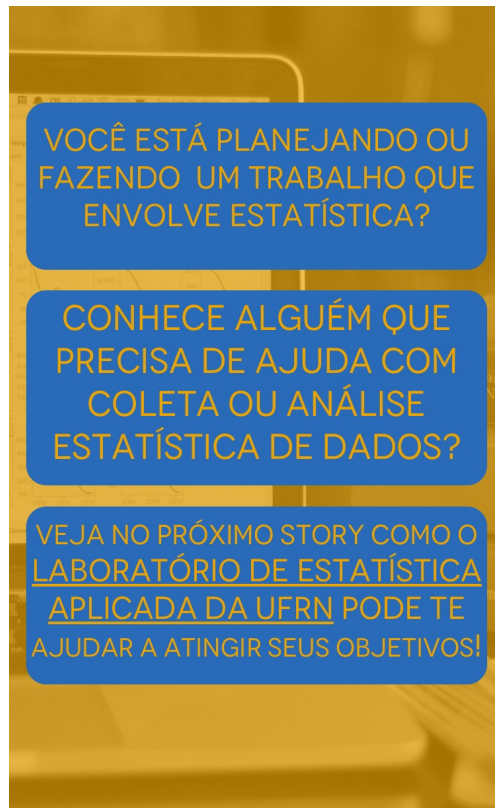 VOCÊ ESTÁ PLANEJANDO OU
FAZENDO UM TRABALHO QUE
ENVOLVE ESTATÍSTICA?
CONHECE ALGUÉM QUE
PRECISA DE AJUDA COM
COLETA OU ANÁLISE
ESTATÍSTICA DE DADOS?
VEJA NO PRÓXIMO STORY COMO O
LABORATÓRIO DE ESTATÍSTICA
APLICADA DA UFRN PODE TE
AJUDAR A ATINGIR SEUS OBJETIVOS!